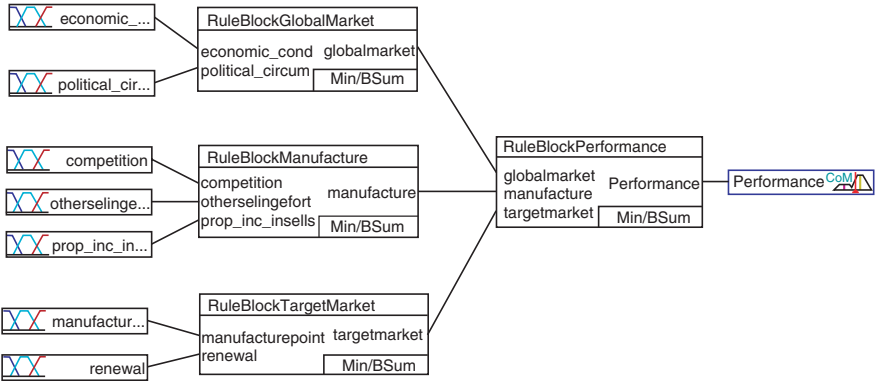 economic_...
political_cir...
RuleBlockGlobalMarket
economic_cond globalmarket
political_circum
Min/BSum
competition
otherselinge...
prop_inc_in...
RuleBlockManufacture
competition
otherselingefort
prop_inc_insells
manufacture
Min/BSum
manufactur...
renewal
RuleBlockTargetMarket
manufacturepoint targetmarket
renewal
Min/BSum
RuleBlockPerformance
globalmarket
manufacture
targetmarket
Performance
Min/BSum
Performance CoM